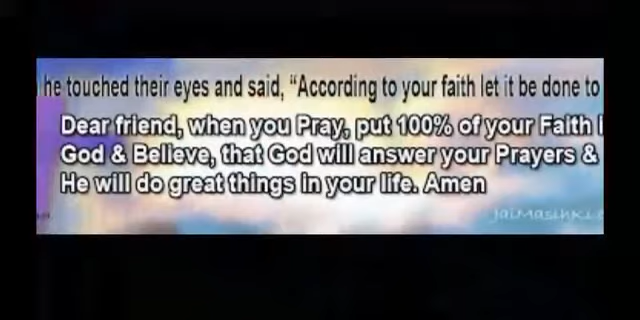 he touched their eyes and said, “According to your faith let it be done to
Dear friend, when you Pray, put 100% of your Faith
God & Believe, that God will answer your Prayers &
He will do great things in your life. Amen